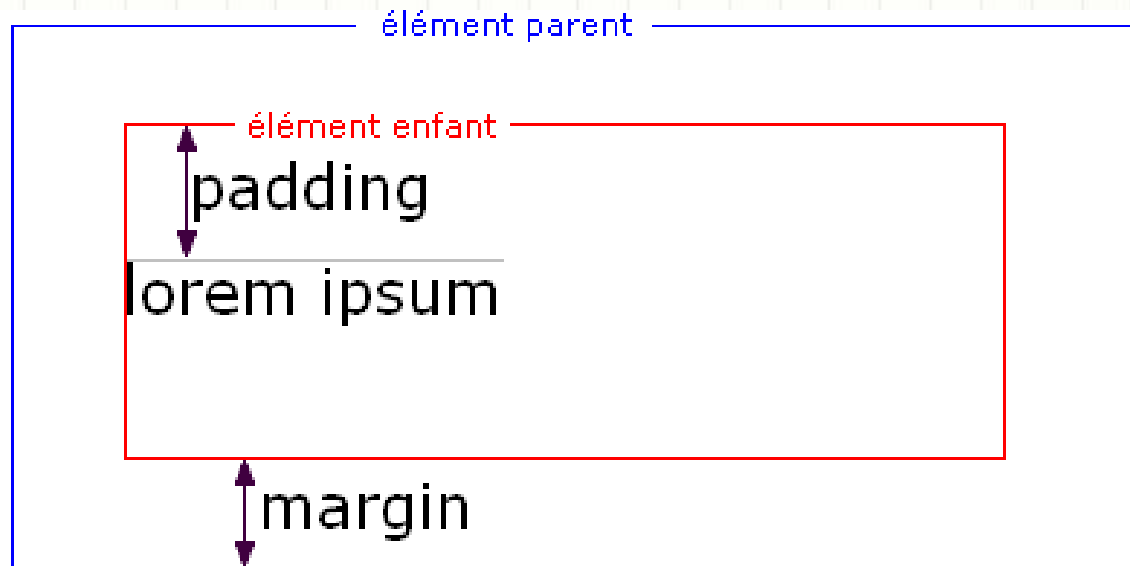 élément parent
élément enfant
padding
lorem ipsum
margin